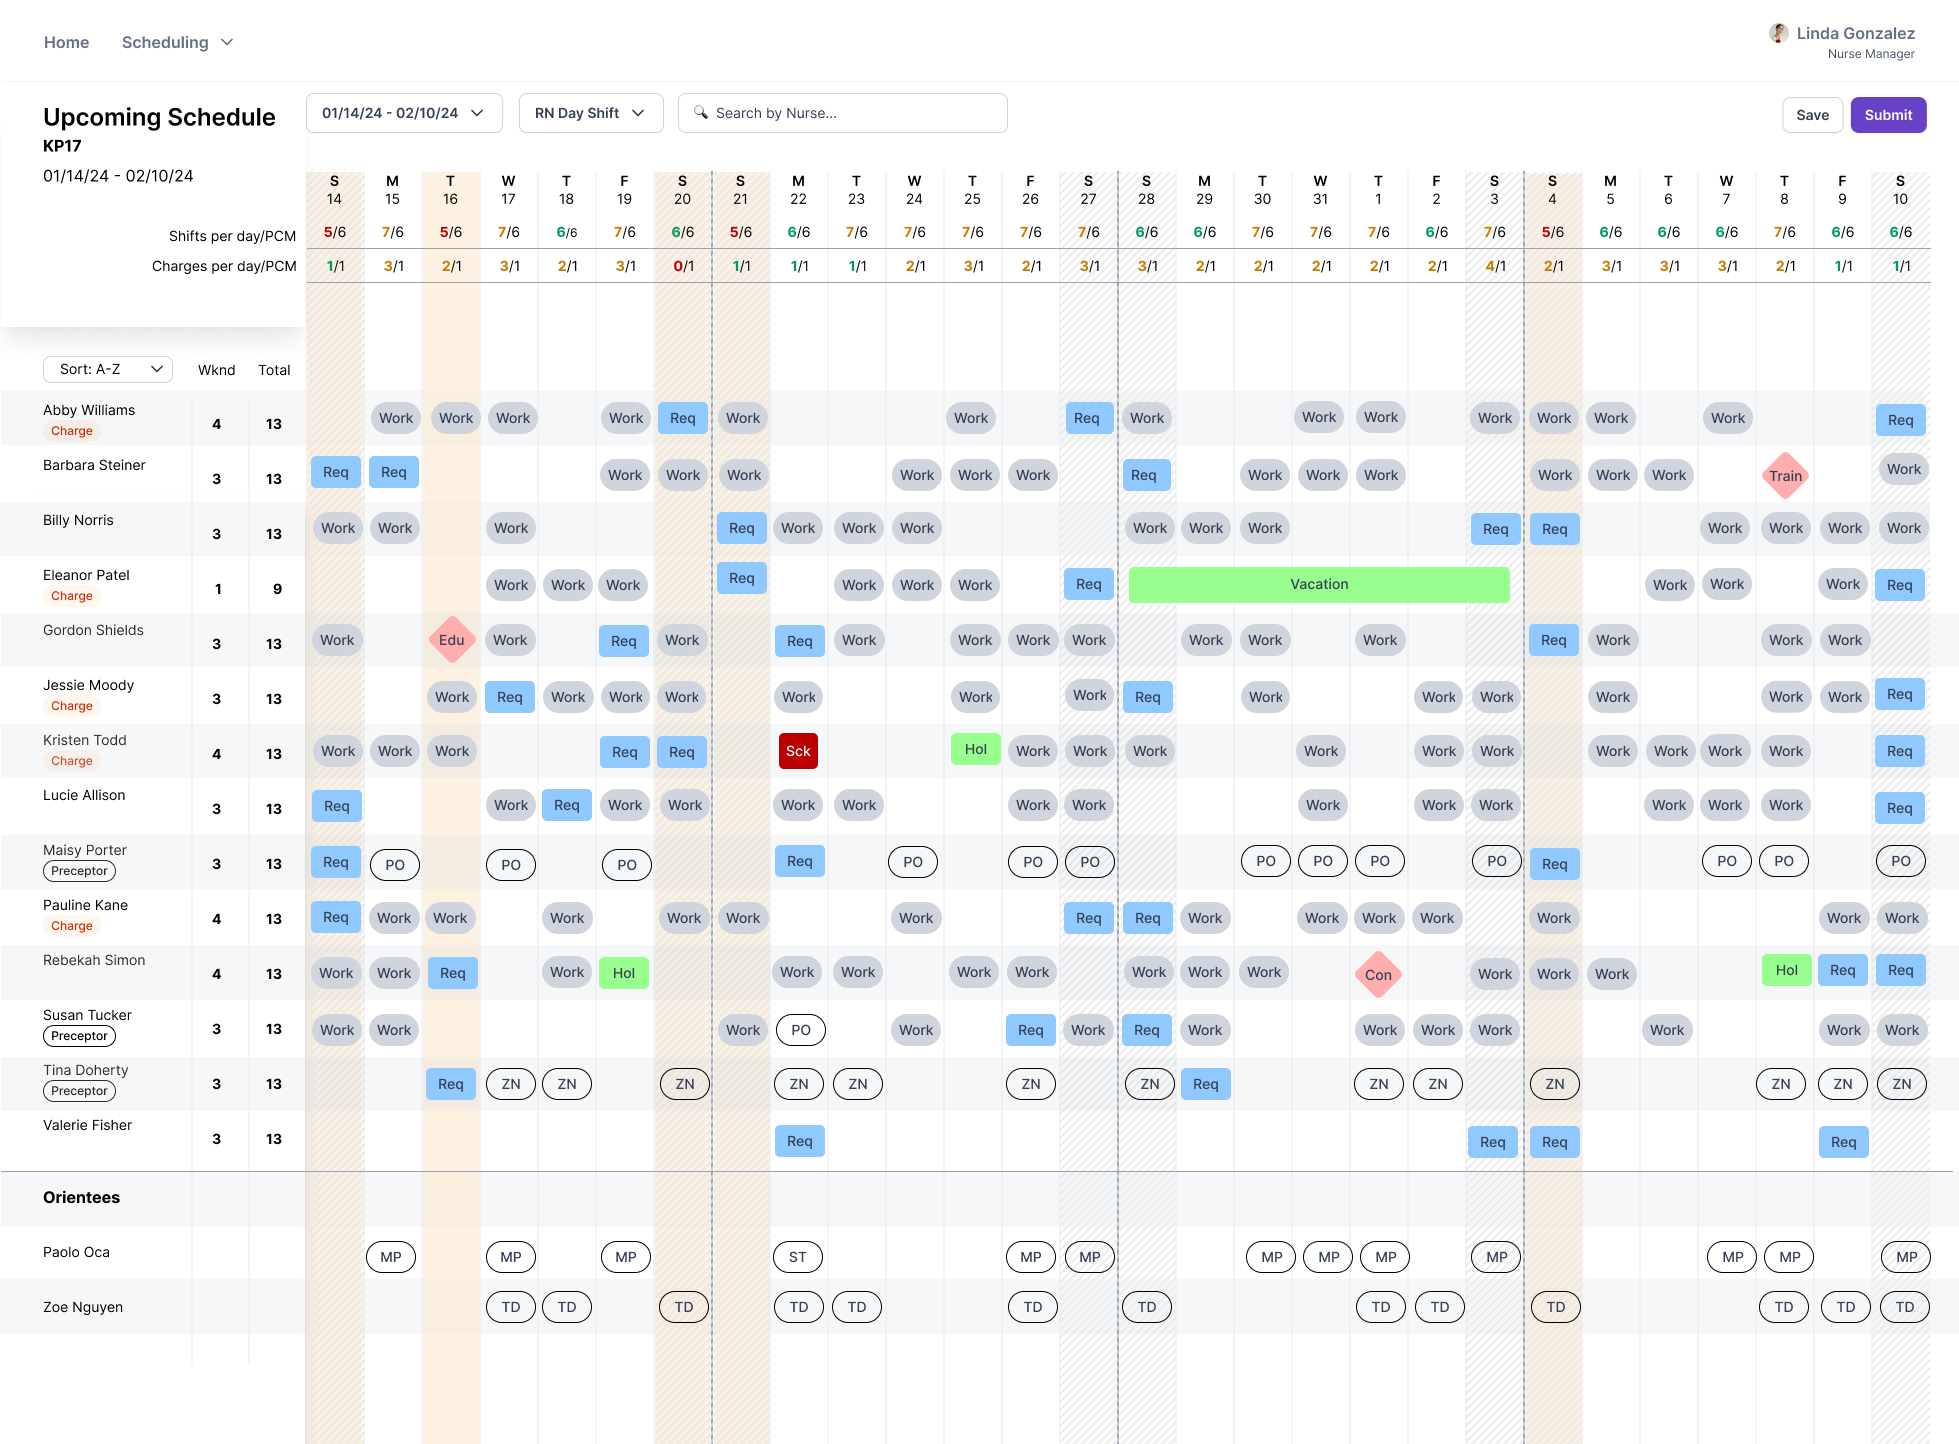 Home Scheduling
Linda Gonzalez
Nurse Manager
Upcoming Schedule
KP17
01/14/24 - 02/10/24
01/14/24 - 02/10/24 RN Day Shift Search by Nurse... Save Submit
S M T W T F S S M T W T F S S M T W T F S S M T W T F S
14 15 16 17 18 19 20 21 22 23 24 25 26 27 28 29 30 31 1 2 3 4 5 6 7 8 9 10
Shifts per day/PCM 5/6 7/6 5/6 7/6 6/6 7/6 6/6 5/6 6/6 7/6 7/6 7/6 7/6 7/6 6/6 6/6 7/6 7/6 7/6 6/6 7/6 5/6 6/6 6/6 6/6 7/6 6/6 6/6
Charges per day/PCM 1/1 3/1 2/1 3/1 2/1 3/1 0/1 1/1 1/1 1/1 2/1 3/1 2/1 3/1 3/1 2/1 2/1 2/1 2/1 2/1 4/1 2/1 3/1 3/1 3/1 2/1 1/1 1/1
Sort: A-Z Wknd Total
Abby Williams
Charge 4 13 Work Work Work Work Req Work Work Req Work Work Work Work Work Work Work Req
Barbara Steiner
3 13 Req Req Work Work Work Work Work Work Req Work Work Work Work Work Work Train Work
Billy Norris
3 13 Work Work Work Req Work Work Work Work Work Work Req Req Work Work Work Work
Eleanor Patel
Charge 1 9 Work Work Work Req Work Work Work Req Vacation Work Work Work Req
Gordon Shields
3 13 Work Edu Work Req Work Req Work Work Work Work Work Work Work Req Work Work Work
Jessie Moody
Charge 3 13 Work Req Work Work Work Work Work Work Req Work Work Work Work Work Work Req
Kristen Todd
Charge 4 13 Work Work Work Req Req Sck Hol Work Work Work Work Work Work Work Work Work Work Req
Lucie Allison
3 13 Req Work Req Work Work Work Work Work Work Work Work Work Work Work Work Req
Maisy Porter
Preceptor 3 13 Req PO PO PO Req PO PO PO PO PO PO PO Req PO PO PO
Pauline Kane
Charge 4 13 Req Work Work Work Work Work Work Req Req Work Work Work Work Work Work Work
Rebekah Simon
4 13 Work Work Req Work Hol Work Work Work Work Work Work Work Con Work Work Work Hol Req Req
Susan Tucker
Preceptor 3 13 Work Work Work PO Work Req Work Req Work Work Work Work Work Work Work
Tina Doherty
Preceptor 3 13 Req ZN ZN ZN ZN ZN ZN ZN Req ZN ZN ZN ZN ZN ZN
Valerie Fisher
3 13 Req Req Req Req
Orientees
Paolo Oca MP MP MP ST MP MP MP MP MP MP MP MP MP
Zoe Nguyen TD TD TD TD TD TD TD TD TD TD TD TD TD